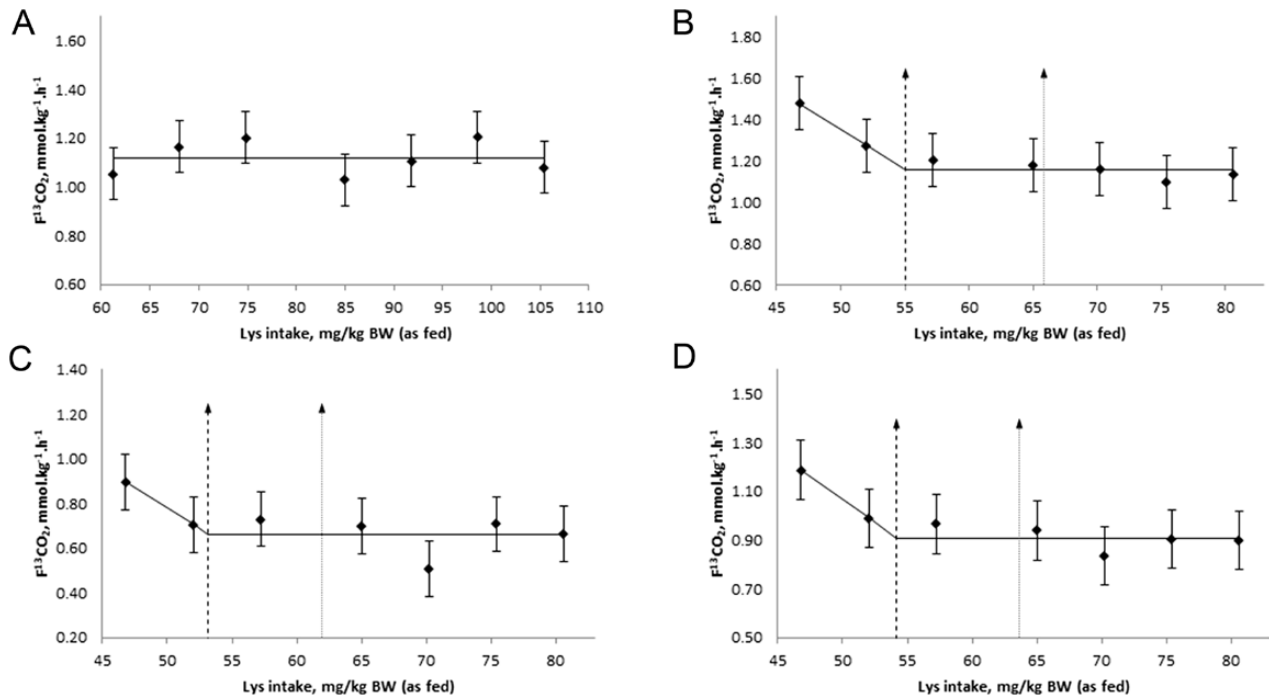 A
F¹³CO₂, mmol.kg⁻¹.h⁻¹
1.60
1.40
1.20
1.00
0.80
0.60
60 65 70 75 80 85 90 95 100 105 110
Lys intake, mg/kg BW (as fed)
B
F¹³CO₂, mmol.kg⁻¹.h⁻¹
1.80
1.60
1.40
1.20
1.00
0.80
0.60
45 50 55 60 65 70 75 80
Lys intake, mg/kg BW (as fed)
C
F¹³CO₂, mmol.kg⁻¹.h⁻¹
1.40
1.20
1.00
0.80
0.60
0.40
0.20
45 50 55 60 65 70 75 80
Lys intake, mg/kg BW (as fed)
D
F¹³CO₂, mmol.kg⁻¹.h⁻¹
1.50
1.30
1.10
0.90
0.70
0.50
45 50 55 60 65 70 75 80
Lys intake, mg/kg BW (as fed)